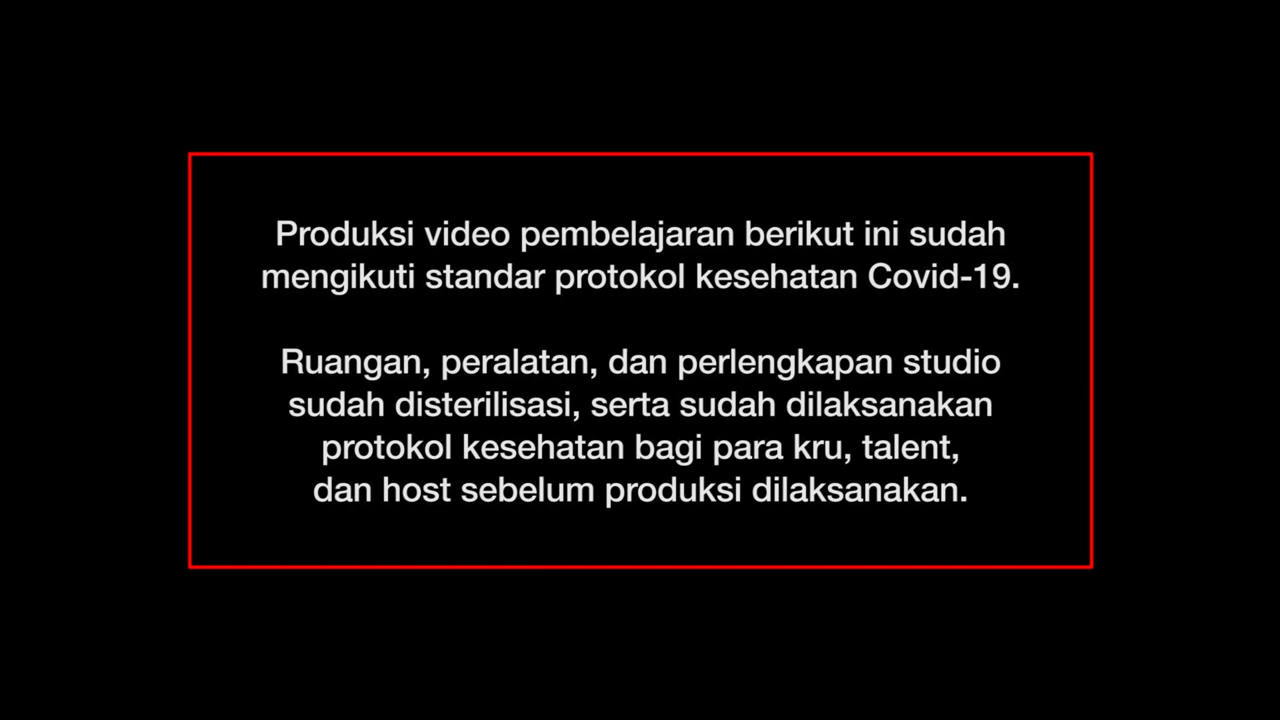 Produksi video pembelajaran berikut ini sudah
mengikuti standar protokol kesehatan Covid-19.
Ruangan, peralatan, dan perlengkapan studio
sudah disterilisasi, serta sudah dilaksanakan
protokol kesehatan bagi para kru, talent,
dan host sebelum produksi dilaksanakan.